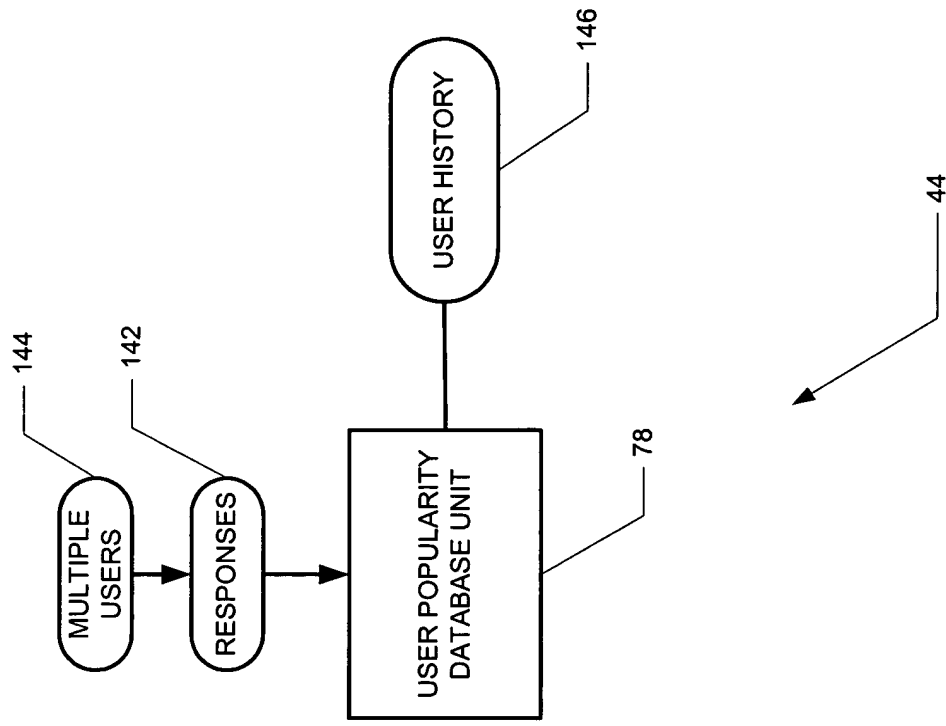 MULTIPLE
USERS
144
RESPONSES
142
USER POPULARITY
DATABASE UNIT
78
USER HISTORY
146
44